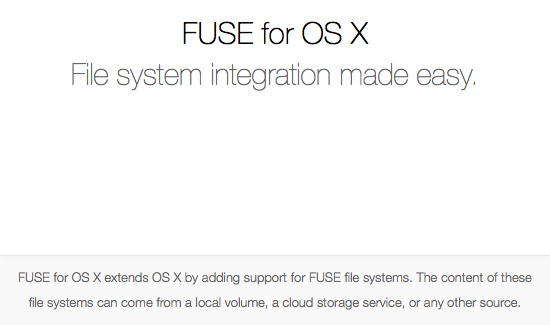 FUSE for OS X
File system integration made easy.
FUSE for OS X extends OS X by adding support for FUSE file systems. The content of these
file systems can come from a local volume, a cloud storage service, or any other source.